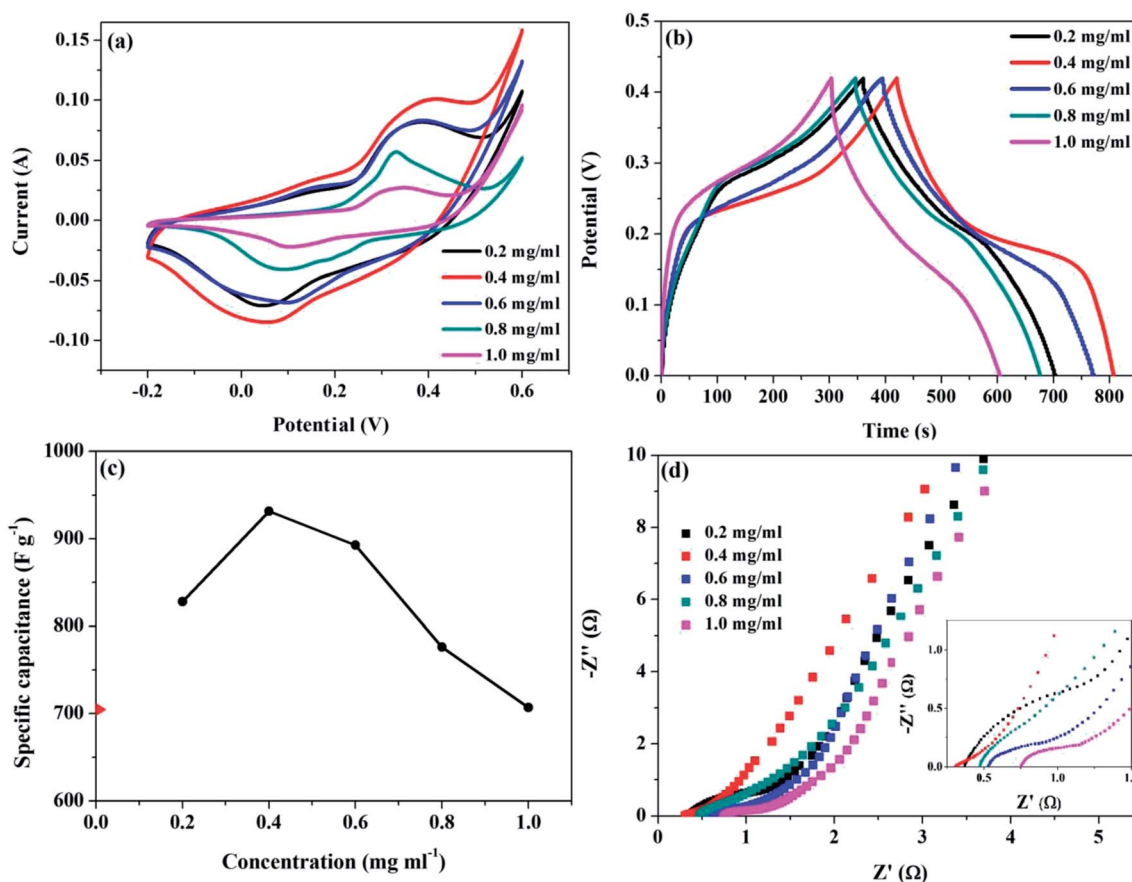 (a)
0.15
0.10
0.05
0.00
-0.05
-0.10
Current (A)
-0.2 0.0 0.2 0.4 0.6
Potential (V)
0.2 mg/ml
0.4 mg/ml
0.6 mg/ml
0.8 mg/ml
1.0 mg/ml
(b)
0.5
0.4
0.3
0.2
0.1
0.0
Potential (V)
0 100 200 300 400 500 600 700 800
Time (s)
0.2 mg/ml
0.4 mg/ml
0.6 mg/ml
0.8 mg/ml
1.0 mg/ml
(c)
1000
900
800
700
600
Specific capacitance (F g⁻¹)
0.0 0.2 0.4 0.6 0.8 1.0
Concentration (mg ml⁻¹)
(d)
10
8
6
4
2
0
-Z'' (Ω)
0 1 2 3 4 5
Z' (Ω)
0.2 mg/ml
0.4 mg/ml
0.6 mg/ml
0.8 mg/ml
1.0 mg/ml
1.0
0.5
0.0
-Z'' (Ω)
0.5 1.0 1.5
Z' (Ω)